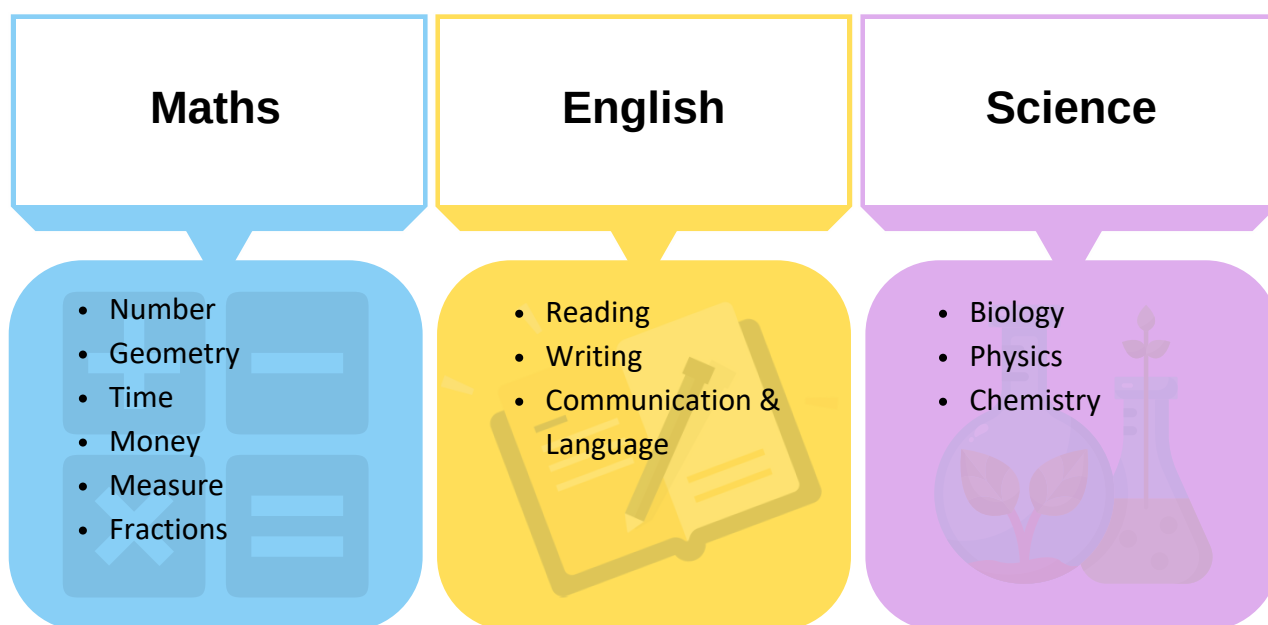 Maths
• Number
• Geometry
• Time
• Money
• Measure
• Fractions
English
• Reading
• Writing
• Communication &
Language
Science
• Biology
• Physics
• Chemistry